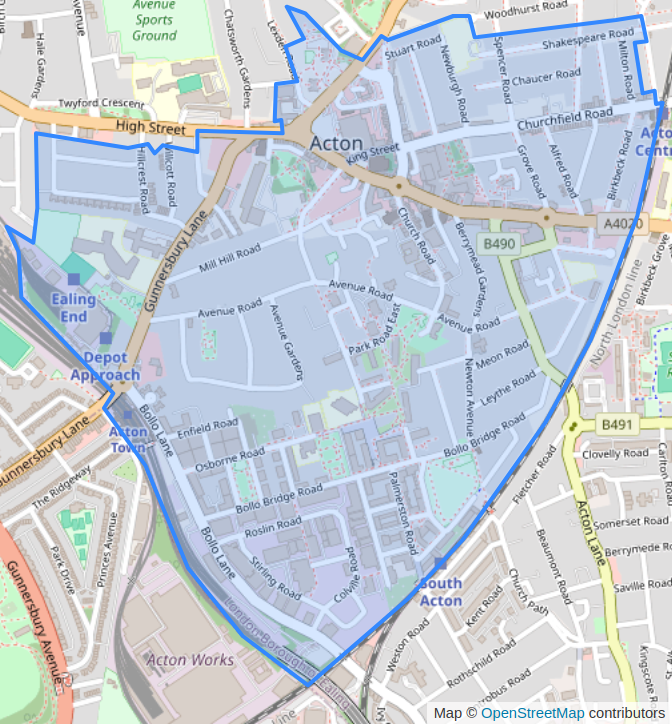 Woodhurst Road
Avenue
Sports
Ground
Avenue
Hale Gardens
Chatsworth Gardens
Lexden Road
Stuart Road
Newburgh Road
Spencer Road
Shakespeare Road
Milton Road
Chaucer Road
Twyford Crescent
High Street
Churchfield Road
Acton
King Street
Acto
Centr
Hillcrest Road
Willcott Road
Grove Road
Alfred Road
Birkbeck Road
Gunnersbury Lane
Church Road
A4020
B490
Berrymead Gardens
Mill Hill Road
Birkbeck Grove
North London line
Ealing
End
Avenue Road
Avenue Road
Avenue Road
Avenue Gardens
Park Road East
Meon Road
Depot
Approach
Leythe Road
Newton Avenue
Gunnersbury Lane
Acton
Town
Bollo Lane
Enfield Road
Osborne Road
Bollo Bridge Road
Bollo Bridge Road
B491
Clovelly Road
Carlton Road
Fletcher Road
The Ridgeway
Palmerston Road
Roslin Road
Acton Lane
Somerset Road
Princes Avenue
Park Drive
Bollo Lane
Stirling Road
Colville Road
Beaumont Road
Berrymede Road
South
Acton
Church Path
Saville Road
Gunnersbury Avenue
Kent Road
London Borough of Ealing
Acton Works
Weston Road
Rothschild Road
Kingscote R
robus Road
Line
Map © OpenStreetMap contributors